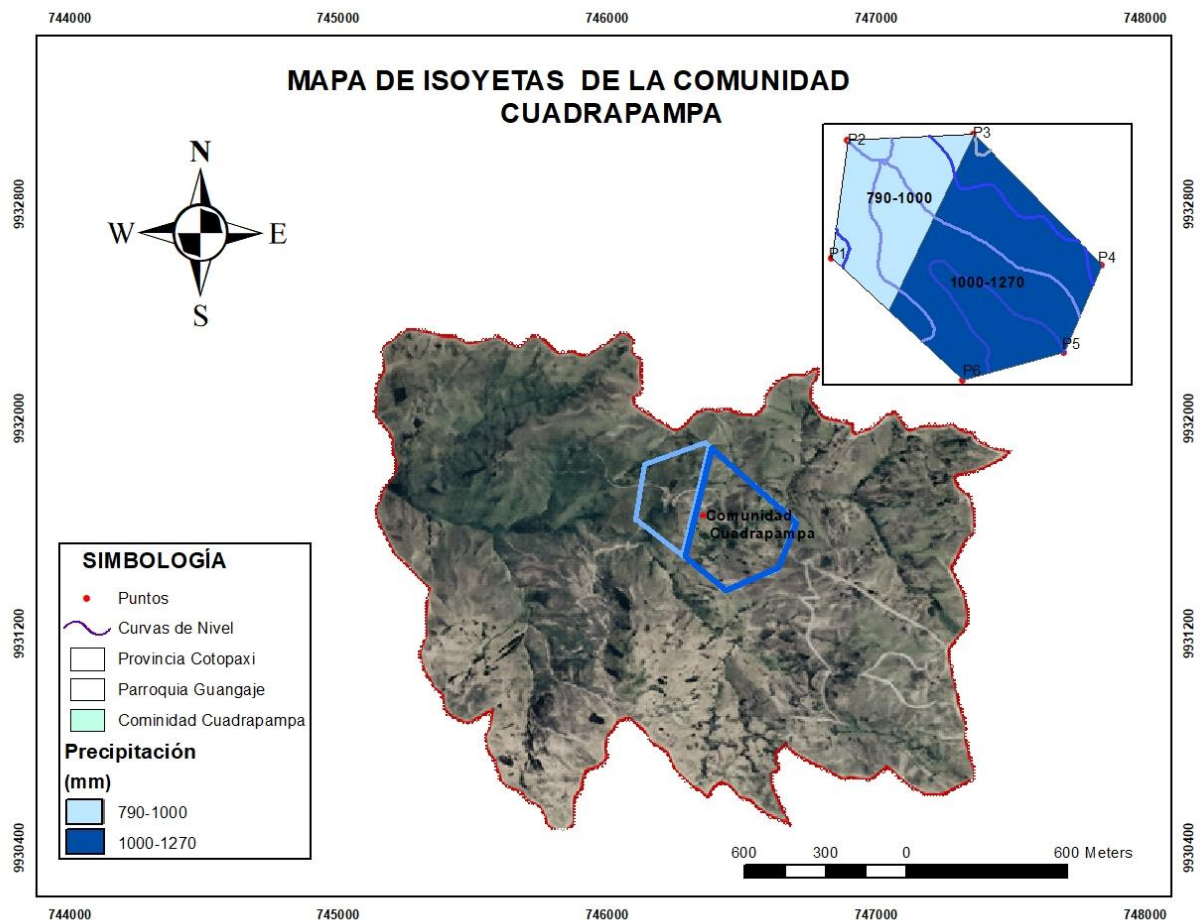 744000 745000 746000 747000 748000
MAPA DE ISOYETAS DE LA COMUNIDAD
CUADRAPAMPA
N
W E
S
P2 P3
790-1000
P1
P4
1000-1270
P5
P6
9932800 9932800
9932000 9932000
9931200 9931200
9930400 9930400
Comunidad
Cuadrapampa
SIMBOLOGÍA
Puntos
Curvas de Nivel
Provincia Cotopaxi
Parroquia Guangaje
Cominidad Cuadrapampa
Precipitación
(mm)
790-1000
1000-1270
600 300 0 600 Meters
744000 745000 746000 747000 748000